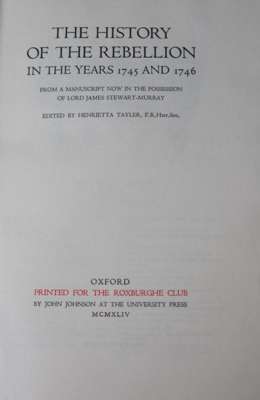 THE HISTORY
OF THE REBELLION
IN THE YEARS 1745 AND 1746
FROM A MANUSCRIPT NOW IN THE POSSESSION
OF LORD JAMES STEWART-MURRAY
EDITED BY HENRIETTA TAYLER, F.R.Hist.Soc.
OXFORD
PRINTED FOR THE ROXBURGHE CLUB
BY JOHN JOHNSON AT THE UNIVERSITY PRESS
MCMXLIV